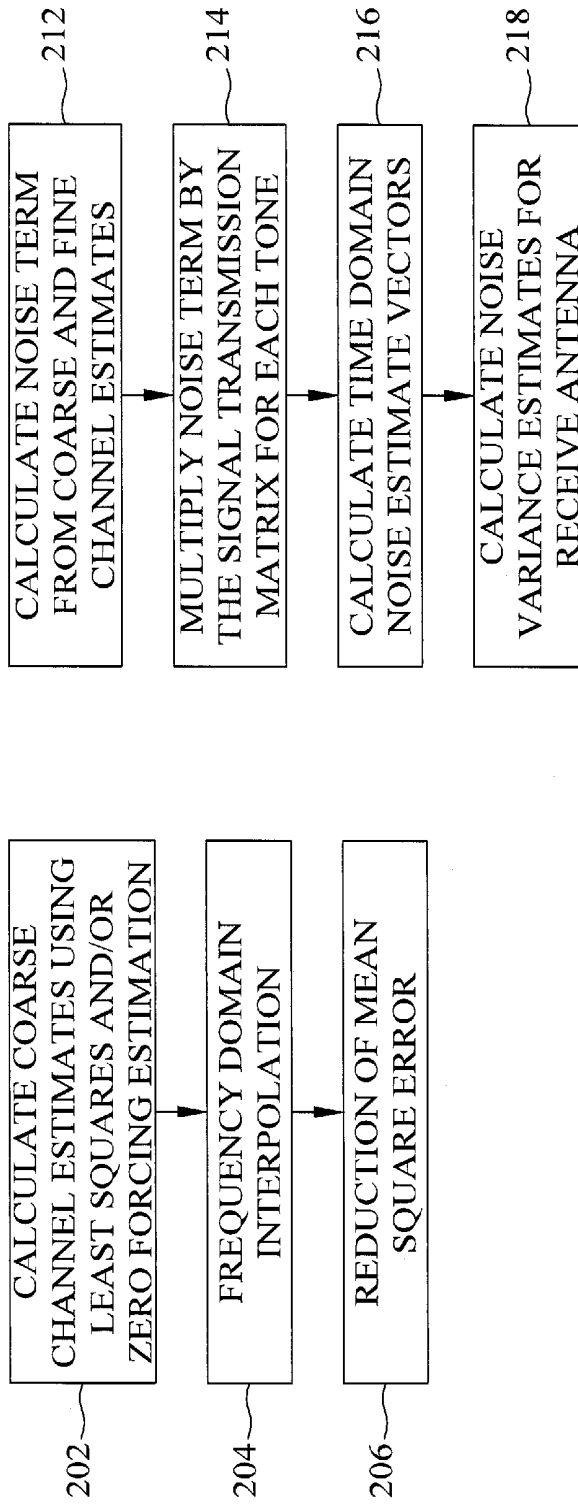 202
CALCULATE COARSE
CHANNEL ESTIMATES USING
LEAST SQUARES AND/OR
ZERO FORCING ESTIMATION
204
FREQUENCY DOMAIN
INTERPOLATION
206
REDUCTION OF MEAN
SQUARE ERROR
CALCULATE NOISE TERM
FROM COARSE AND FINE
CHANNEL ESTIMATES
212
MULTIPLY NOISE TERM BY
THE SIGNAL TRANSMISSION
MATRIX FOR EACH TONE
214
CALCULATE TIME DOMAIN
NOISE ESTIMATE VECTORS
216
CALCULATE NOISE
VARIANCE ESTIMATES FOR
RECEIVE ANTENNA
218